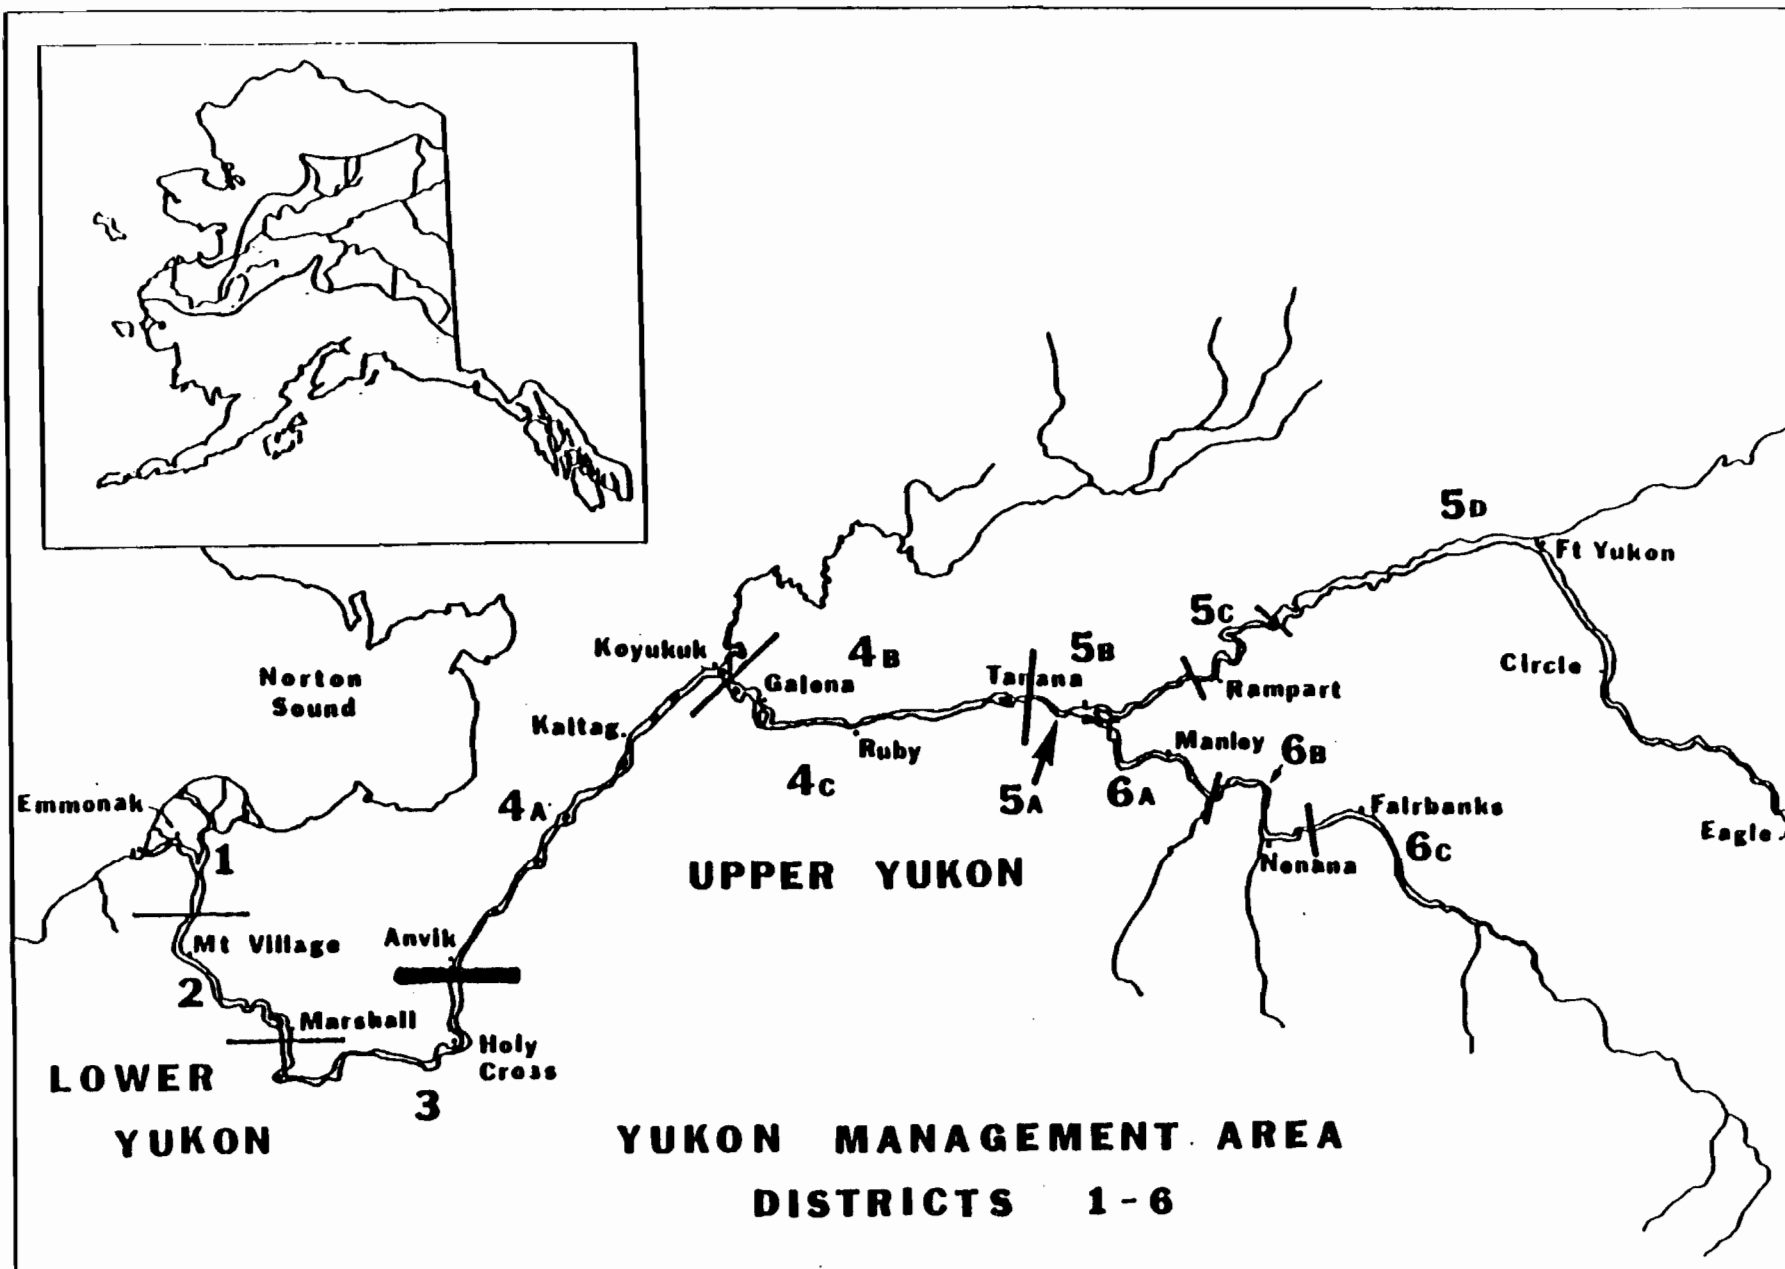 5D
Ft Yukon
5C
Koyukuk
4B
5B
Circle
Norton
Sound
Galena
Tanana
Rampart
Kaltag
Ruby
Manley
6B
4C
5A
6A
Emmonak
4A
Fairbanks
Eagle
1
UPPER YUKON
Nenana
6C
Mt Village
Anvik
2
Marshall
Holy
Cross
LOWER
YUKON
3
YUKON MANAGEMENT AREA
DISTRICTS 1-6